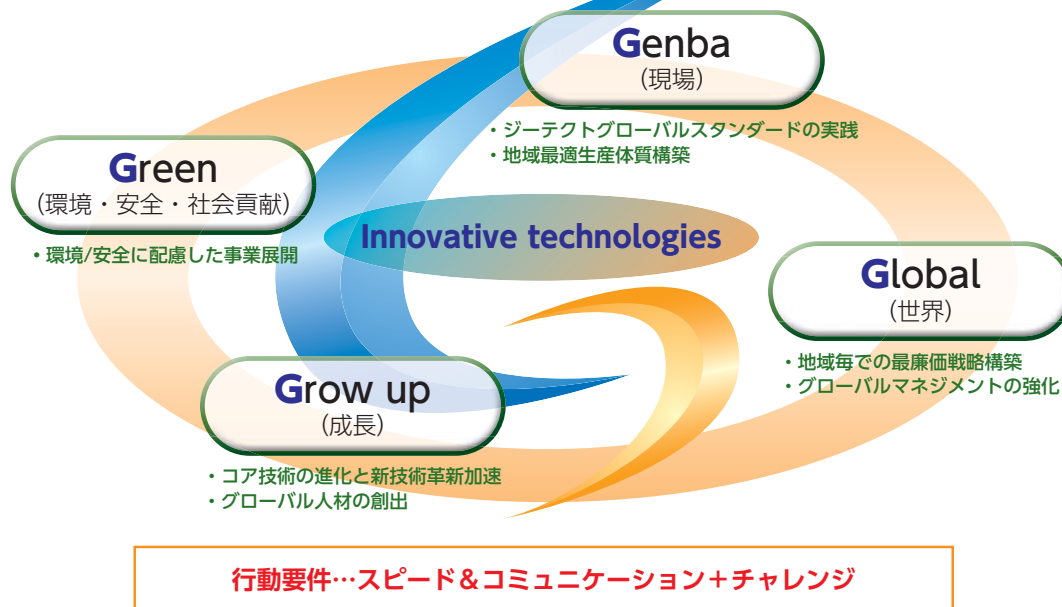 Genba
(現場)
・ジーテクトグローバルスタンダードの実践
・地域最適生産体質構築
Green
(環境・安全・社会貢献)
・環境/安全に配慮した事業展開
Innovative technologies
Global
(世界)
・地域毎での最廉価戦略構築
・グローバルマネジメントの強化
Grow up
(成長)
・コア技術の進化と新技術革新加速
・グローバル人材の創出
行動要件…スピード＆コミュニケーション＋チャレンジ